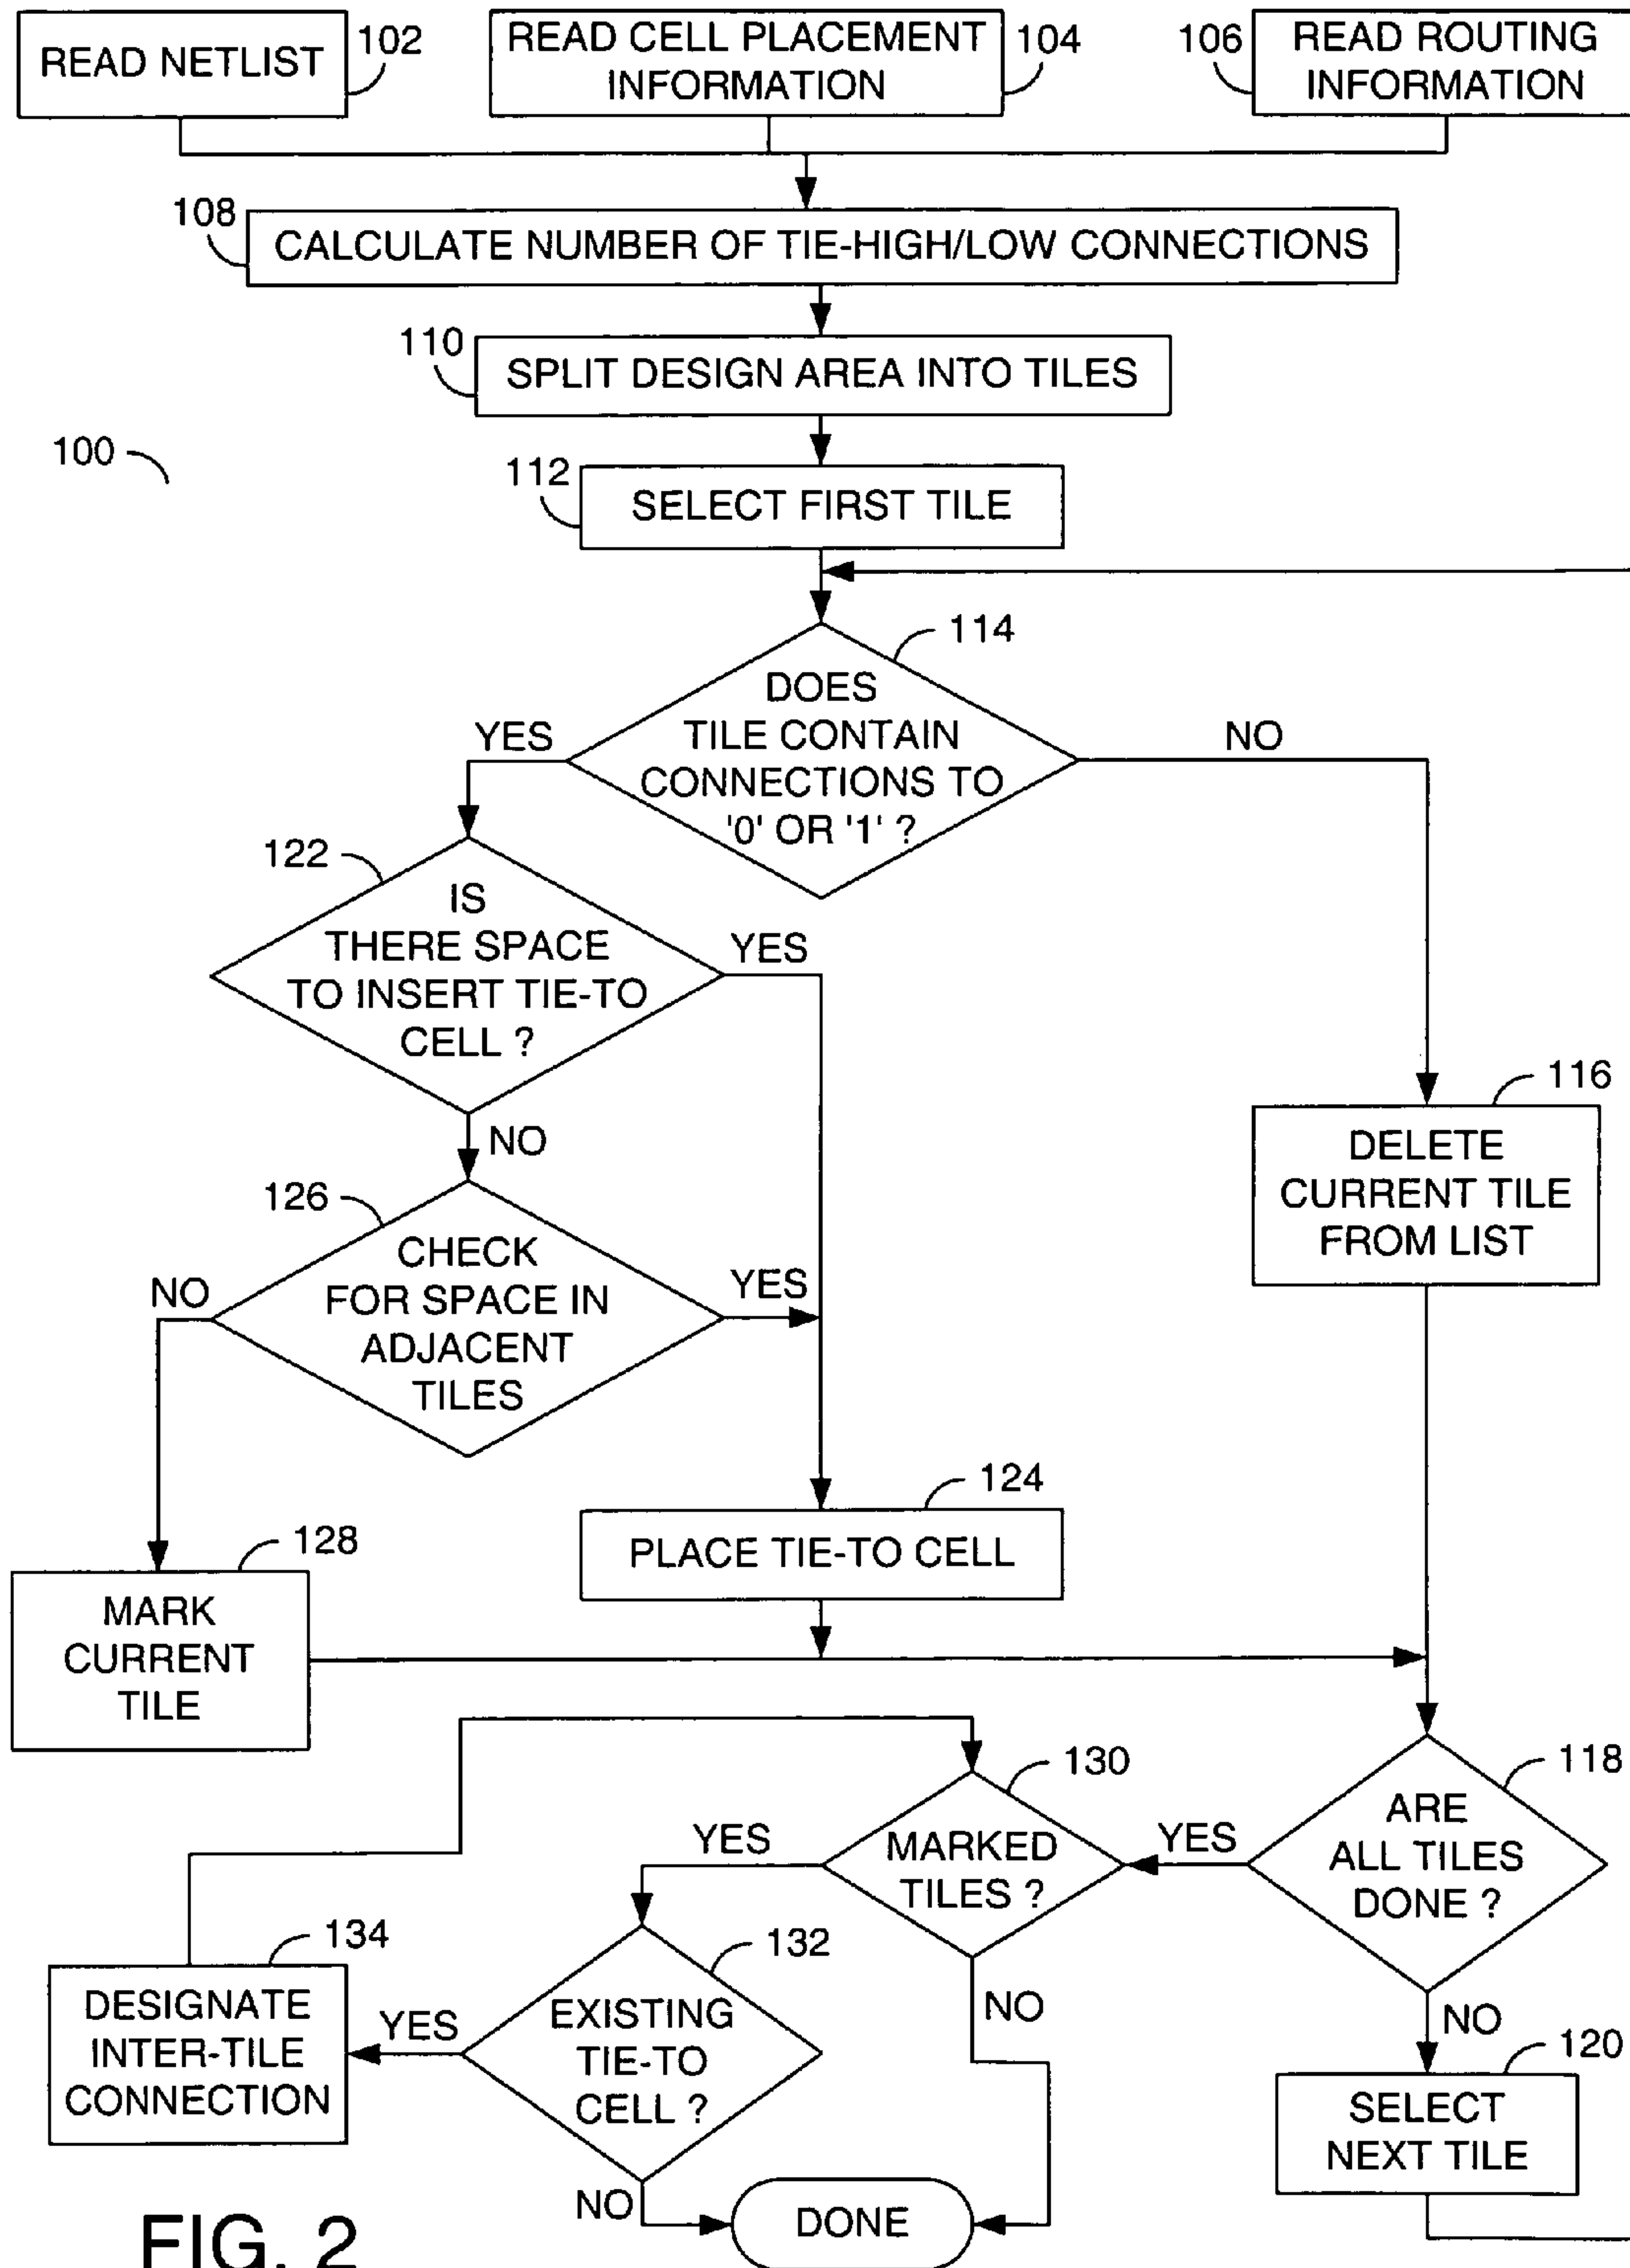 READ NETLIST
102
READ CELL PLACEMENT
INFORMATION
104
106
READ ROUTING
INFORMATION
108
CALCULATE NUMBER OF TIE-HIGH/LOW CONNECTIONS
110
SPLIT DESIGN AREA INTO TILES
100
112
SELECT FIRST TILE
114
DOES
TILE CONTAIN
CONNECTIONS TO
'0' OR '1' ?
YES
NO
122
IS
THERE SPACE
TO INSERT TIE-TO
CELL ?
YES
NO
116
DELETE
CURRENT TILE
FROM LIST
126
CHECK
FOR SPACE IN
ADJACENT
TILES
NO
YES
124
PLACE TIE-TO CELL
128
MARK
CURRENT
TILE
130
MARKED
TILES ?
YES
NO
118
ARE
ALL TILES
DONE ?
YES
NO
132
EXISTING
TIE-TO
CELL ?
YES
NO
134
DESIGNATE
INTER-TILE
CONNECTION
120
SELECT
NEXT TILE
DONE
FIG. 2